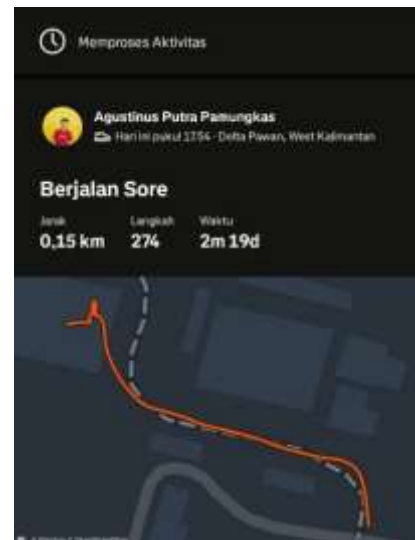 Memproses Aktivitas
Agustinus Putra Pamungkas
Hari ini pukul 17.54 · Delta Pawan, West Kalimantan
Berjalan Sore
Jarak Langkah Waktu
0,15 km 274 2m 19d